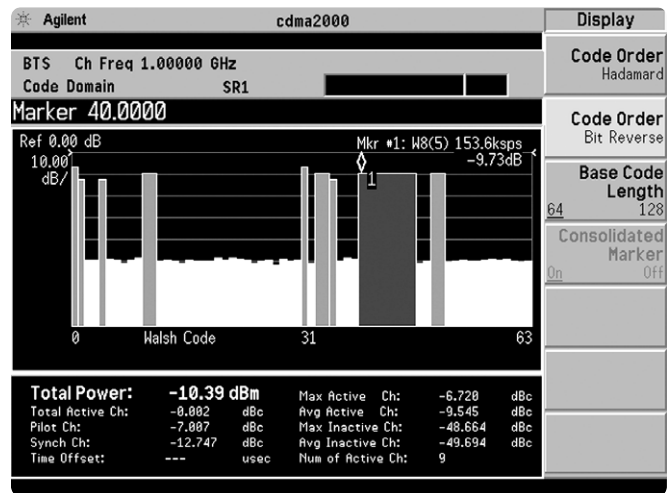 Agilent cdma2000 Display
BTS Ch Freq 1.00000 GHz
Code Domain SR1
Marker 40.0000
Ref 0.00 dB
10.00
dB/
Mkr #1: W8(5) 153.6ksps
-9.73dB
1
0 Walsh Code 31 63
Total Power: -10.39 dBm
Total Active Ch: -0.002 dBc
Pilot Ch: -7.007 dBc
Synch Ch: -12.747 dBc
Time Offset: --- usec
Max Active Ch: -6.720 dBc
Avg Active Ch: -9.545 dBc
Max Inactive Ch: -48.664 dBc
Avg Inactive Ch: -49.694 dBc
Num of Active Ch: 9
Code Order
Hadamard
Code Order
Bit Reverse
Base Code
Length
64 128
Consolidated
Marker
On Off